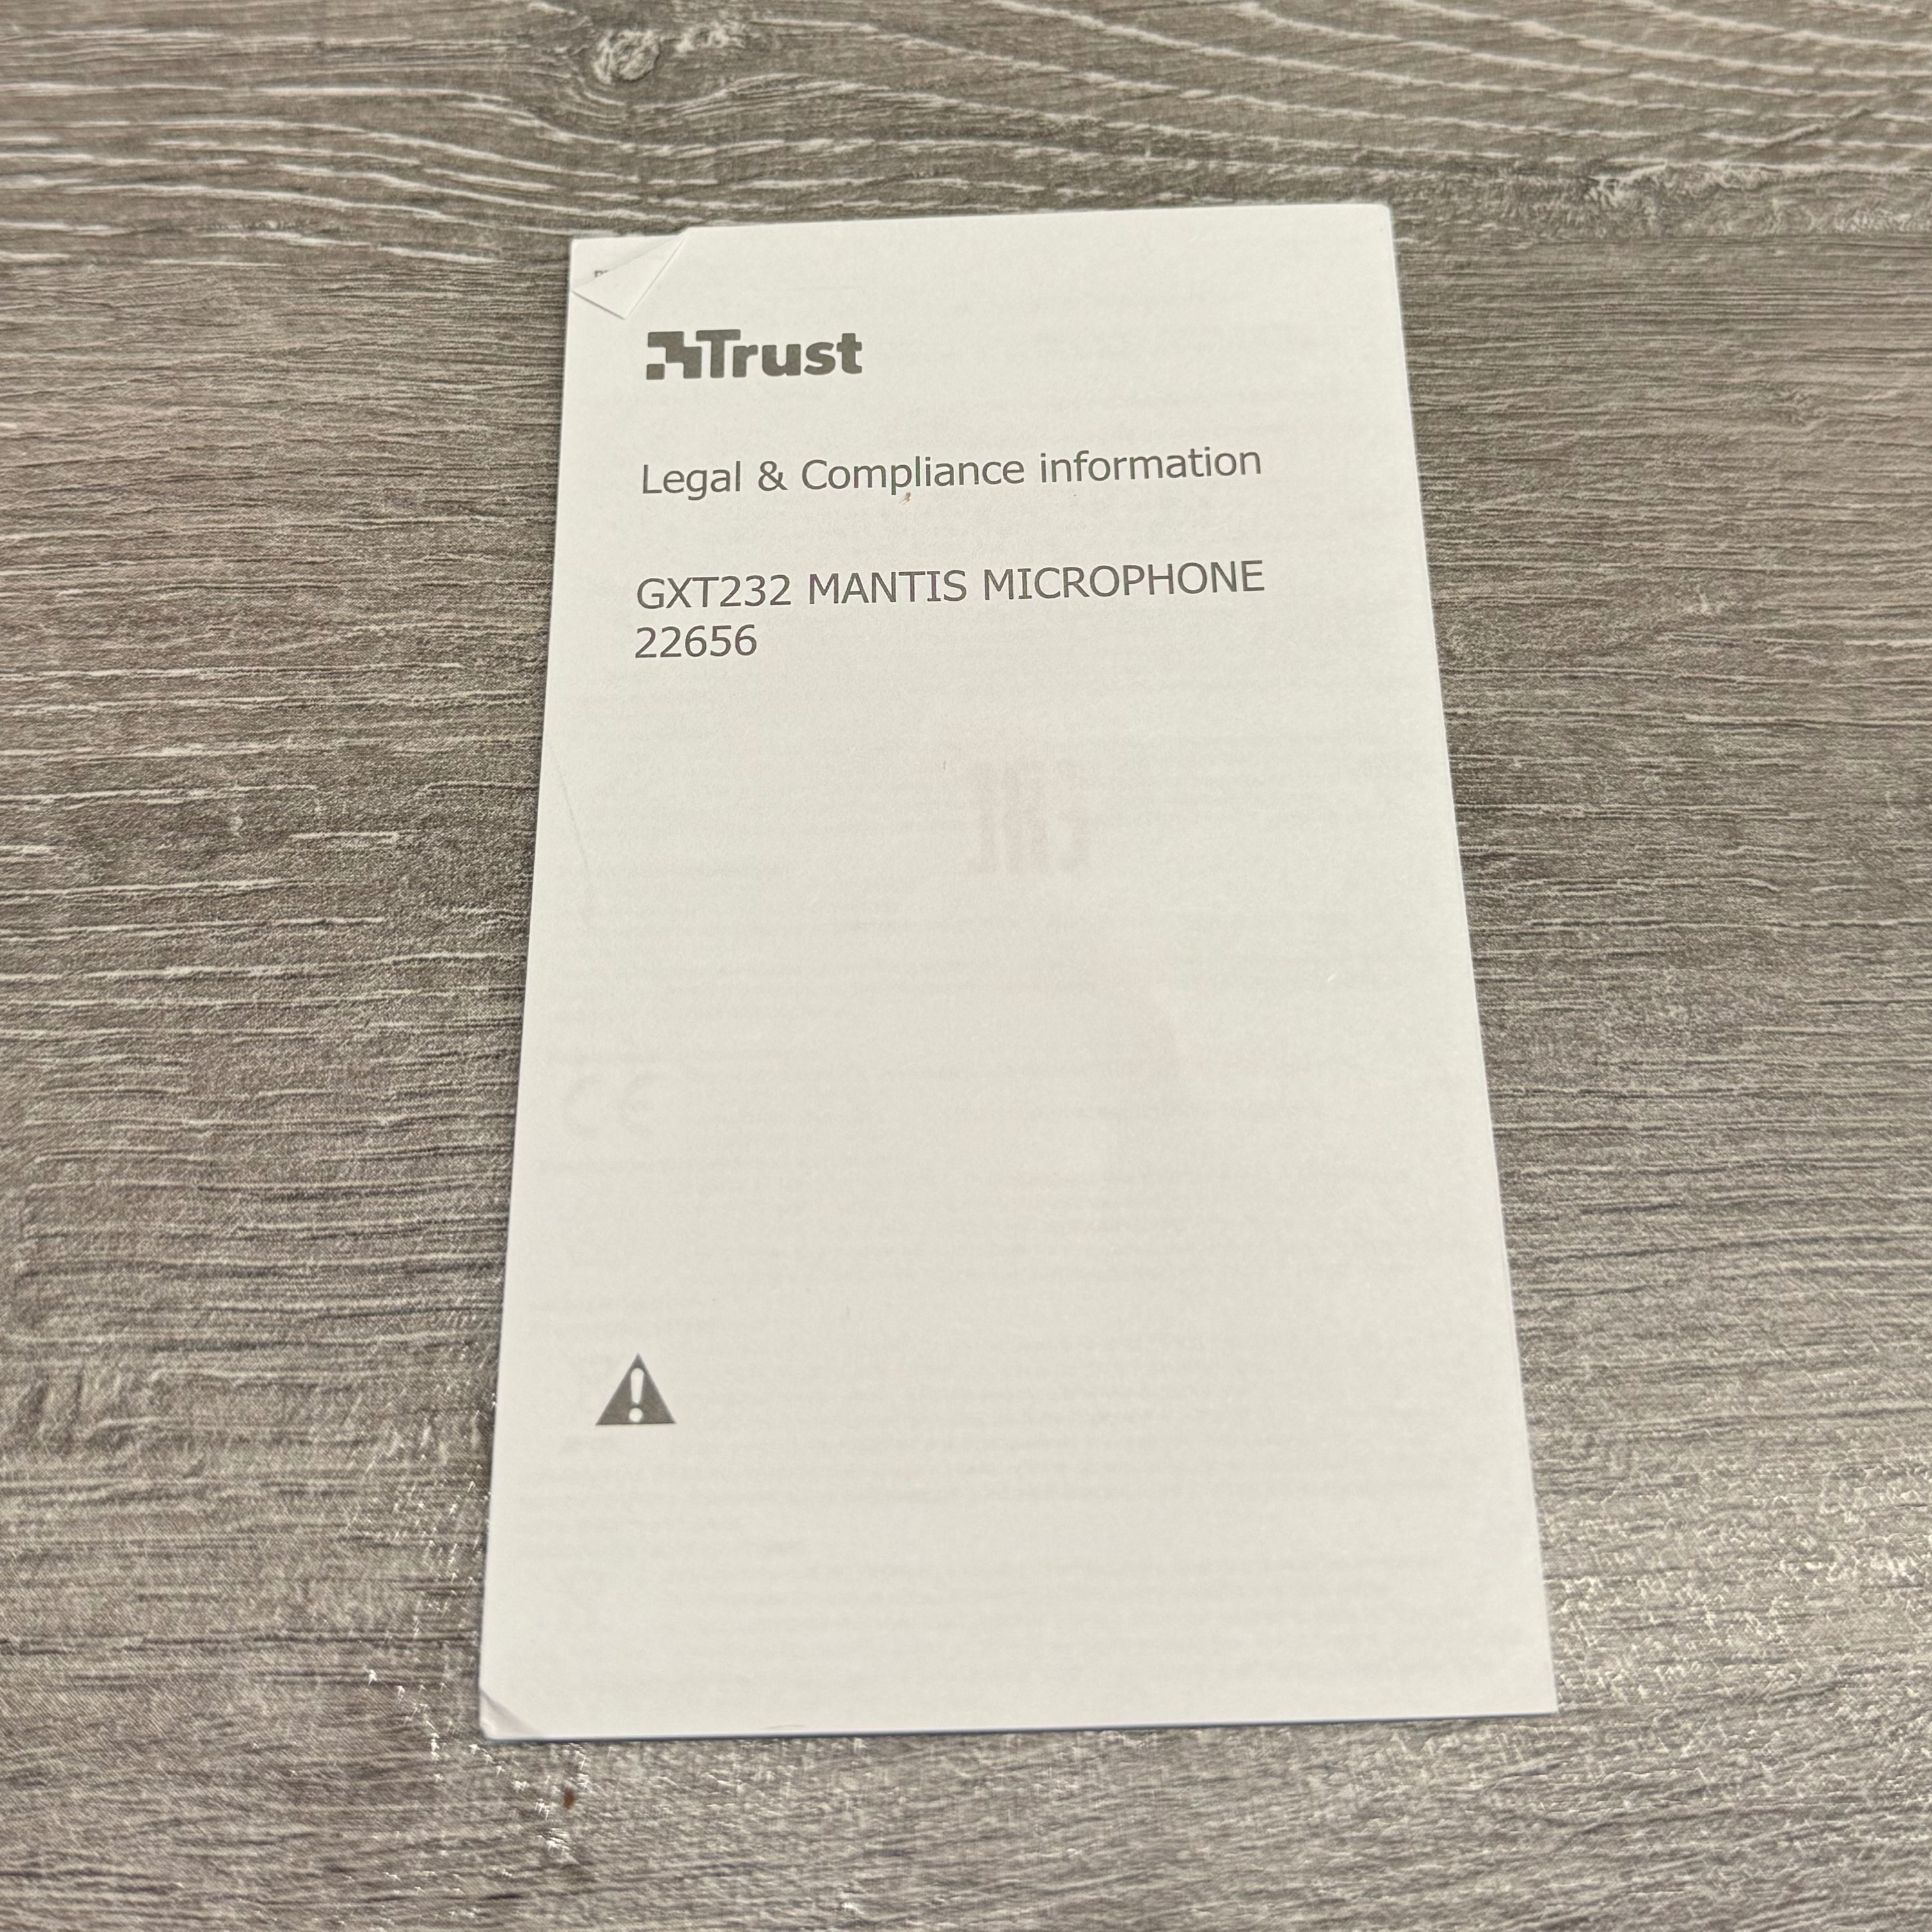 Trust
Legal & Compliance information
GXT232 MANTIS MICROPHONE
22656